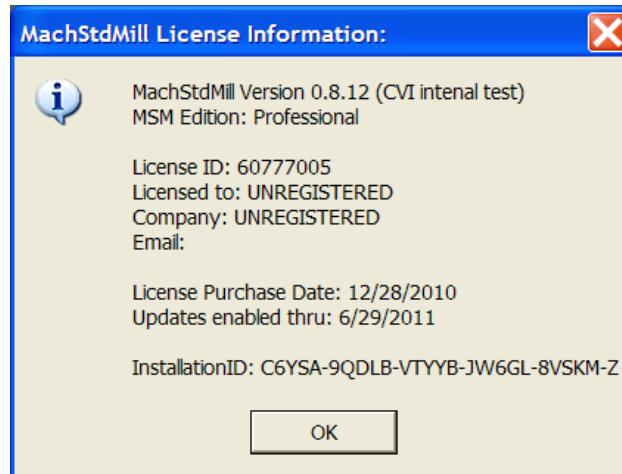 MachStdMill License Information:
MachStdMill Version 0.8.12 (CVI intenal test)
MSM Edition: Professional
License ID: 60777005
Licensed to: UNREGISTERED
Company: UNREGISTERED
Email:
License Purchase Date: 12/28/2010
Updates enabled thru: 6/29/2011
InstallationID: C6YSA-9QDLB-VTYYB-JW6GL-8VSKM-Z
OK